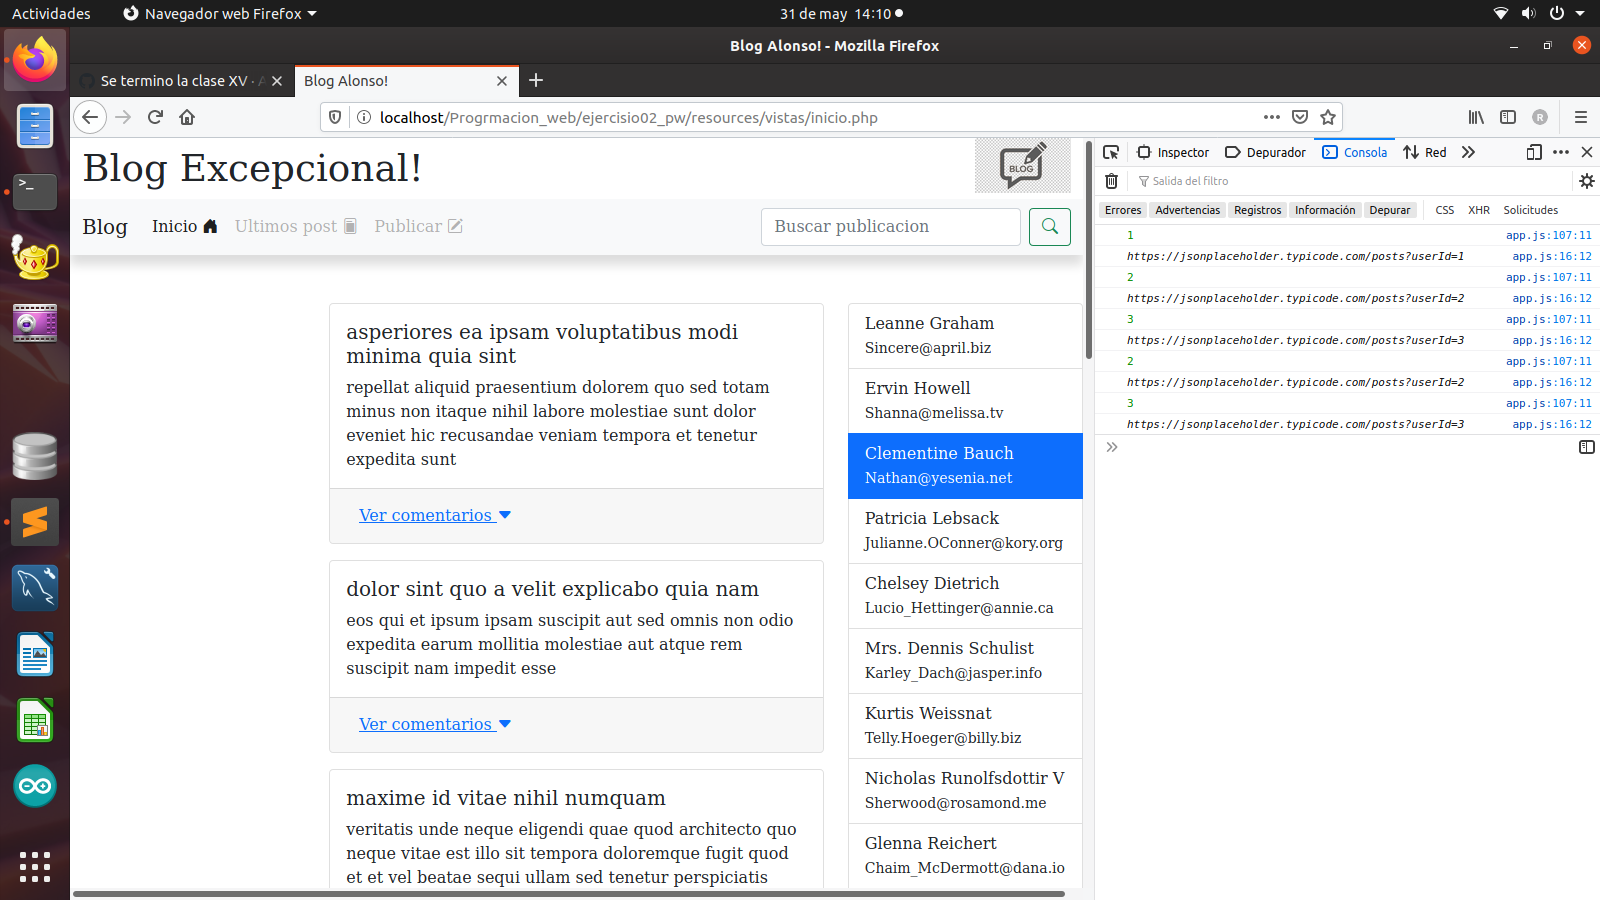 Actividades
Navegador web Firefox
31 de may 14:10
Blog Alonso! - Mozilla Firefox
Se termino la clase XV · A
Blog Alonso!
localhost/Progrmacion_web/ejercisio02_pw/resources/vistas/inicio.php
R
Blog Excepcional!
BLOG
Blog
Inicio
Ultimos post
Publicar
Buscar publicacion
asperiores ea ipsam voluptatibus modi
minima quia sint
repellat aliquid praesentium dolorem quo sed totam
minus non itaque nihil labore molestiae sunt dolor
eveniet hic recusandae veniam tempora et tenetur
expedita sunt
Ver comentarios
dolor sint quo a velit explicabo quia nam
eos qui et ipsum ipsam suscipit aut sed omnis non odio
expedita earum mollitia molestiae aut atque rem
suscipit nam impedit esse
Ver comentarios
maxime id vitae nihil numquam
veritatis unde neque eligendi quae quod architecto quo
neque vitae est illo sit tempora doloremque fugit quod
et et vel beatae sequi ullam sed tenetur perspiciatis
Leanne Graham
Sincere@april.biz
Ervin Howell
Shanna@melissa.tv
Clementine Bauch
Nathan@yesenia.net
Patricia Lebsack
Julianne.OConner@kory.org
Chelsey Dietrich
Lucio_Hettinger@annie.ca
Mrs. Dennis Schulist
Karley_Dach@jasper.info
Kurtis Weissnat
Telly.Hoeger@billy.biz
Nicholas Runolfsdottir V
Sherwood@rosamond.me
Glenna Reichert
Chaim_McDermott@dana.io
Inspector
Depurador
Consola
Red
Salida del filtro
Errores Advertencias Registros Información Depurar CSS XHR Solicitudes
1 app.js:107:11
https://jsonplaceholder.typicode.com/posts?userId=1 app.js:16:12
2 app.js:107:11
https://jsonplaceholder.typicode.com/posts?userId=2 app.js:16:12
3 app.js:107:11
https://jsonplaceholder.typicode.com/posts?userId=3 app.js:16:12
2 app.js:107:11
https://jsonplaceholder.typicode.com/posts?userId=2 app.js:16:12
3 app.js:107:11
https://jsonplaceholder.typicode.com/posts?userId=3 app.js:16:12